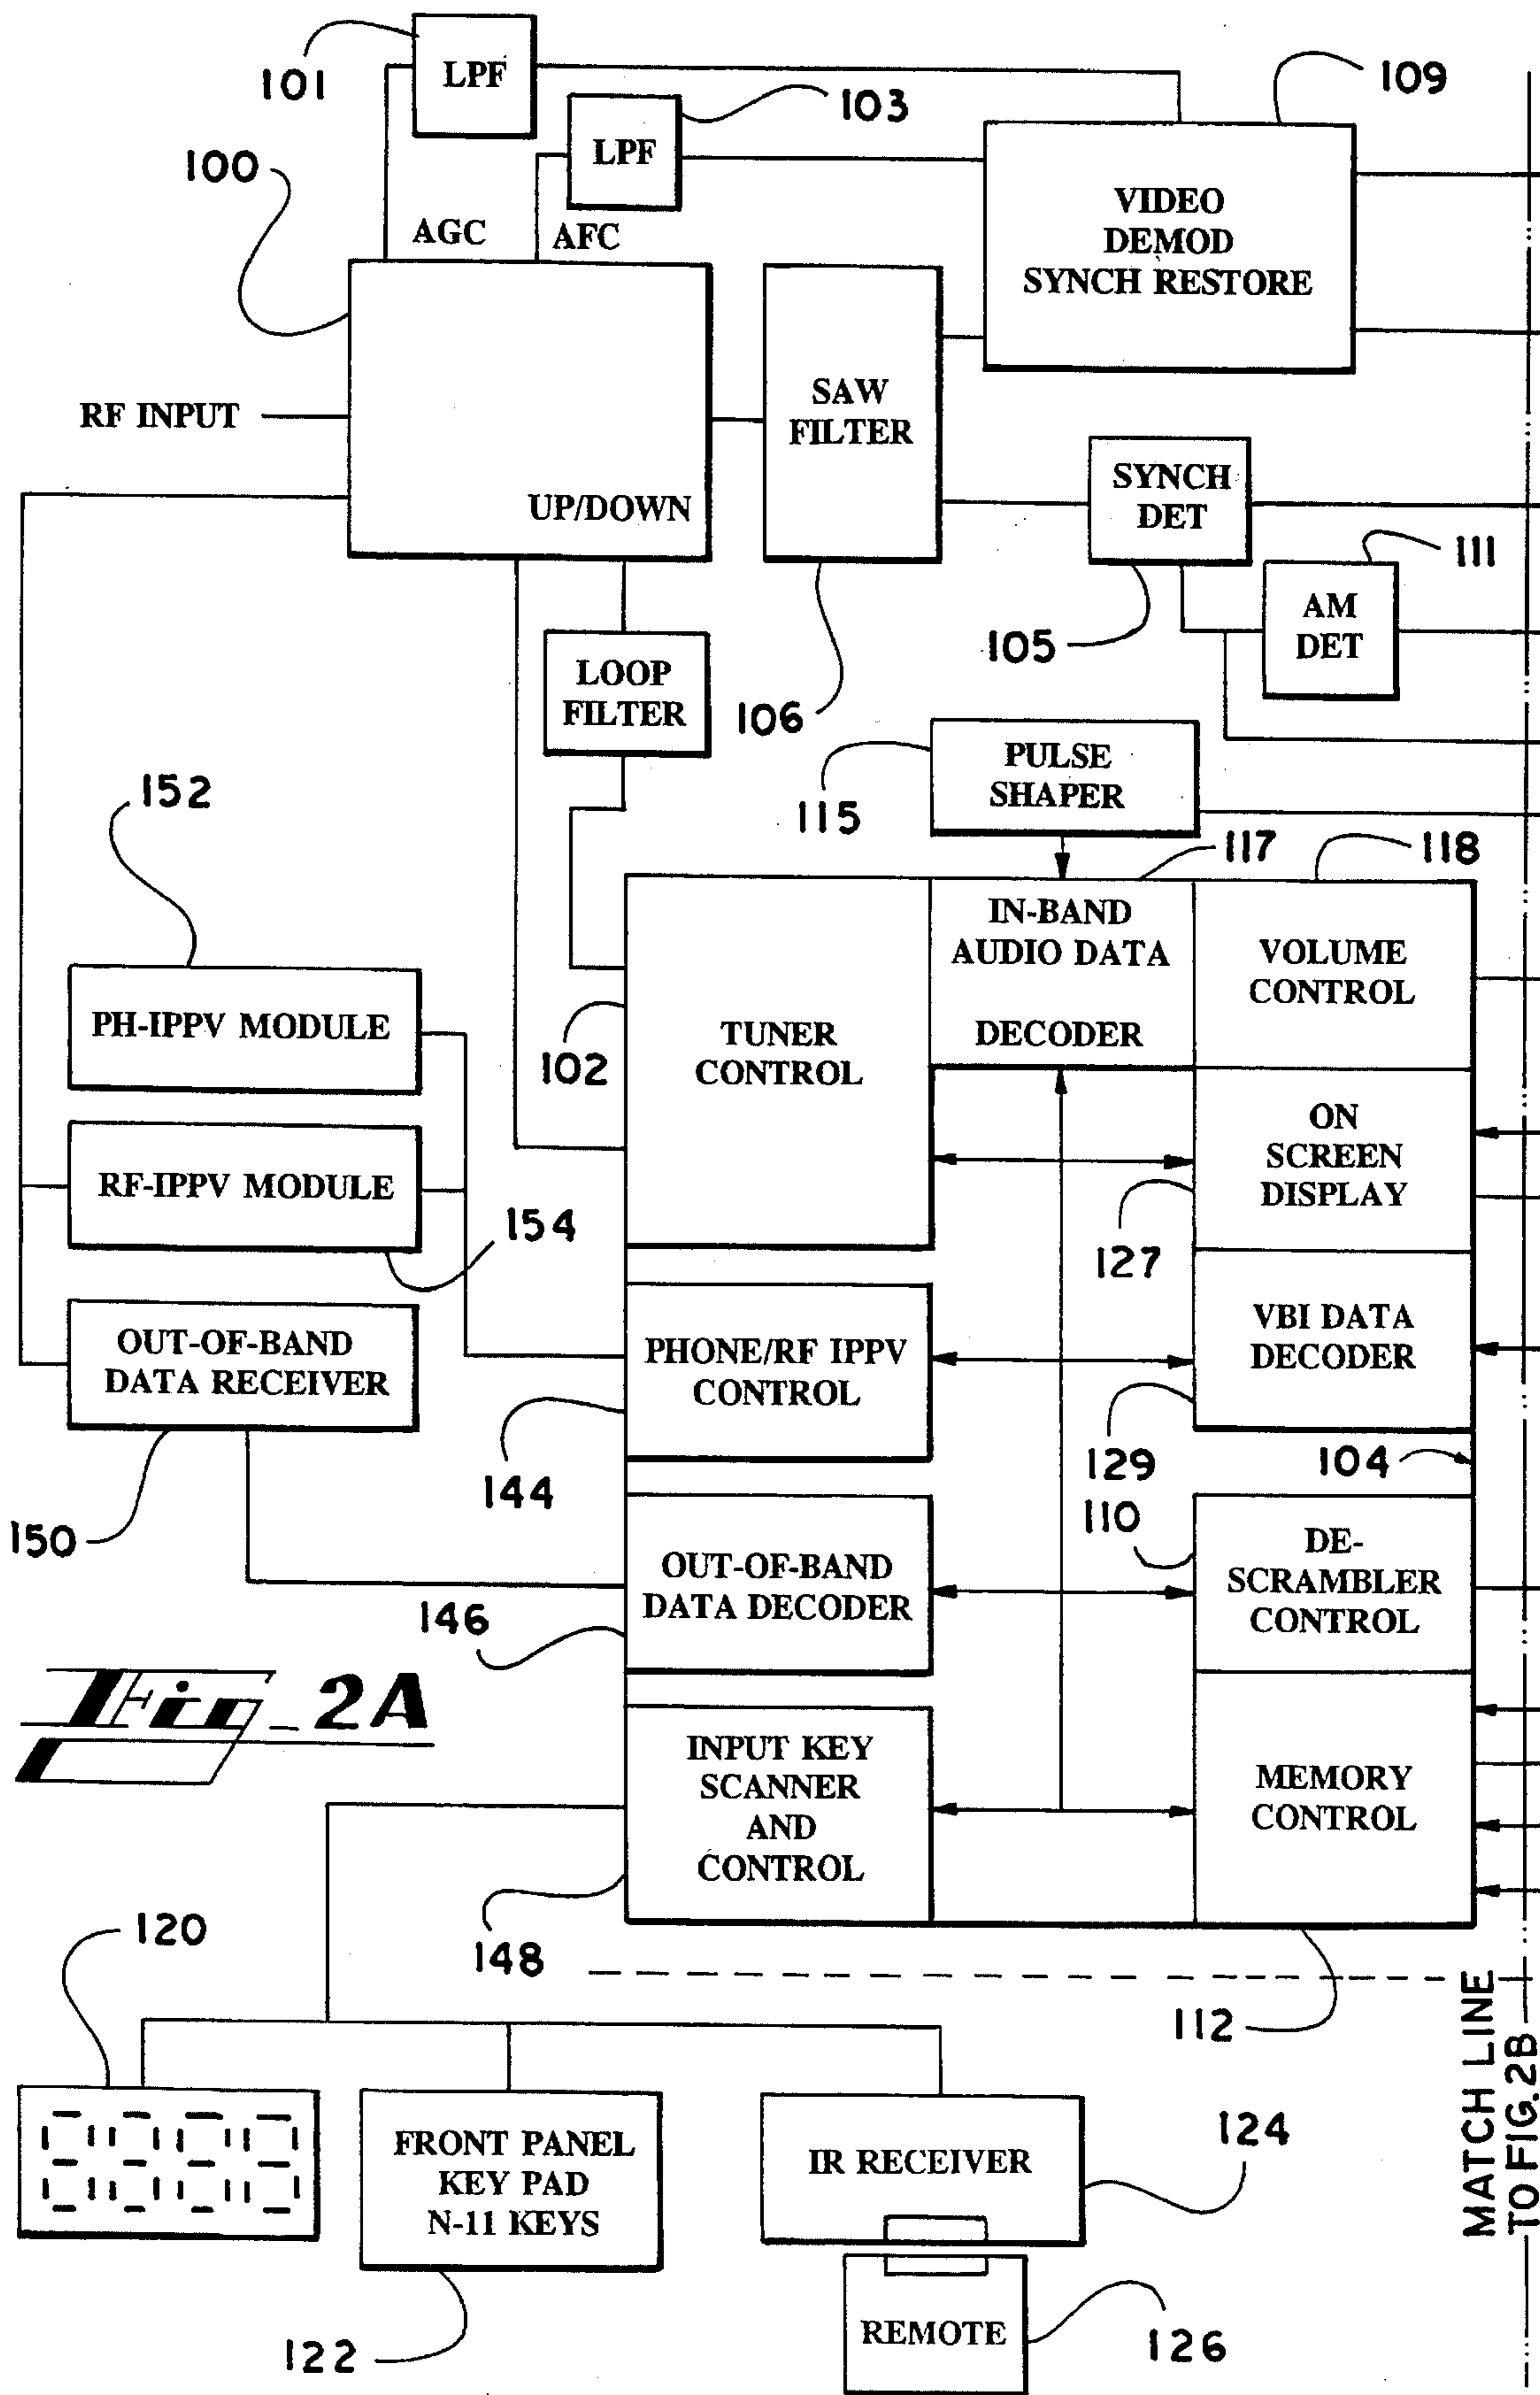 101
LPF
109
103
LPF
100
VIDEO
DEMOD
SYNCH RESTORE
AGC
AFC
SAW
FILTER
RF INPUT
UP/DOWN
SYNCH
DET
111
AM
DET
105
LOOP
FILTER
106
PULSE
SHAPER
115
152
117
118
IN-BAND
AUDIO DATA
DECODER
VOLUME
CONTROL
PH-IPPV MODULE
TUNER
CONTROL
102
ON
SCREEN
DISPLAY
RF-IPPV MODULE
154
127
OUT-OF-BAND
DATA RECEIVER
PHONE/RF IPPV
CONTROL
VBI DATA
DECODER
129
104
144
150
110
DE-
SCRAMBLER
CONTROL
OUT-OF-BAND
DATA DECODER
146
Fig_2A
INPUT KEY
SCANNER
AND
CONTROL
MEMORY
CONTROL
120
148
112
MATCH LINE
TO FIG.2B
FRONT PANEL
KEY PAD
N-11 KEYS
IR RECEIVER
124
122
REMOTE
126